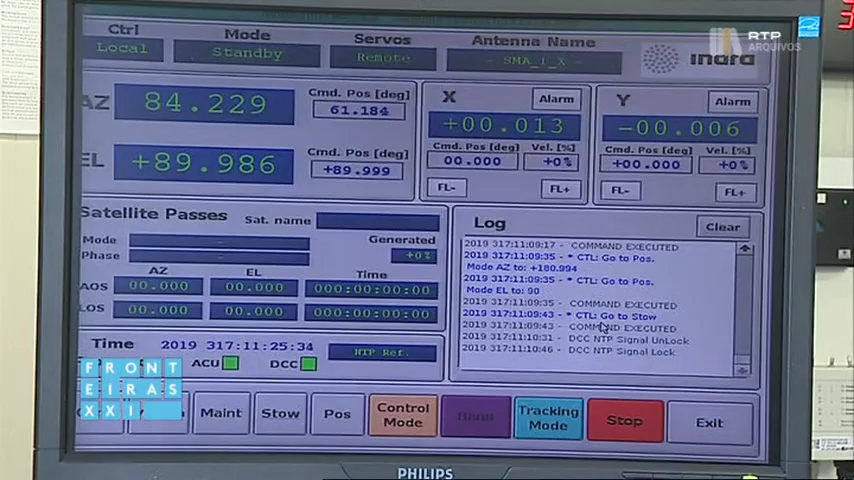 RTP
ARQUIVOS
Ctrl Mode Servos Antenna Name
Local Standby Remote - SMA_1_X -
indra
AZ 84.229 Cmd. Pos [deg] 61.184
EL +89.986 Cmd. Pos [deg] +89.999
X Alarm
+00.013
Cmd. Pos [deg] Vel. [%]
00.000 +0%
FL- FL+
Y Alarm
-00.006
Cmd. Pos [deg] Vel. [%]
+00.000 +0%
FL- FL+
Satellite Passes Sat. name
Mode - Generated
Phase - +0%
AZ EL Time
AOS 00.000 00.000 000:00:00:00
LOS 00.000 00.000 000:00:00:00
Log Clear
2019 317:11:09:17 - COMMAND EXECUTED
2019 317:11:09:35 - * CTL: Go to Pos.
Mode AZ to: +180.994
2019 317:11:09:35 - * CTL: Go to Pos.
Mode EL to: 90
2019 317:11:09:35 - COMMAND EXECUTED
2019 317:11:09:43 - * CTL: Go to Stow
2019 317:11:09:43 - COMMAND EXECUTED
2019 317:11:10:31 - DCC NTP Signal UnLock
2019 317:11:10:46 - DCC NTP Signal Lock
Time 2019 317:11:25:34 NTP Ref.
ACU DCC
FRONT
EIRAS
XXI
Maint Stow Pos Control Mode Band Tracking Mode Stop Exit
PHILIPS